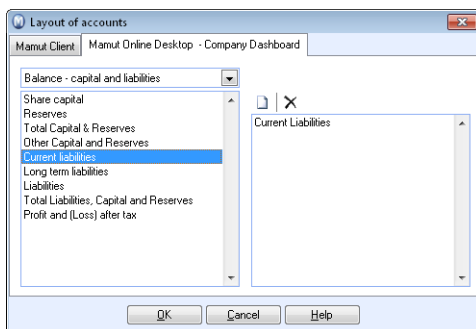 Layout of accounts
Mamut Client
Mamut Online Desktop - Company Dashboard
Balance - capital and liabilities
Share capital
Reserves
Total Capital & Reserves
Other Capital and Reserves
Current liabilities
Long term liabilities
Liabilities
Total Liabilities, Capital and Reserves
Profit and (Loss) after tax
Current Liabilities
OK
Cancel
Help